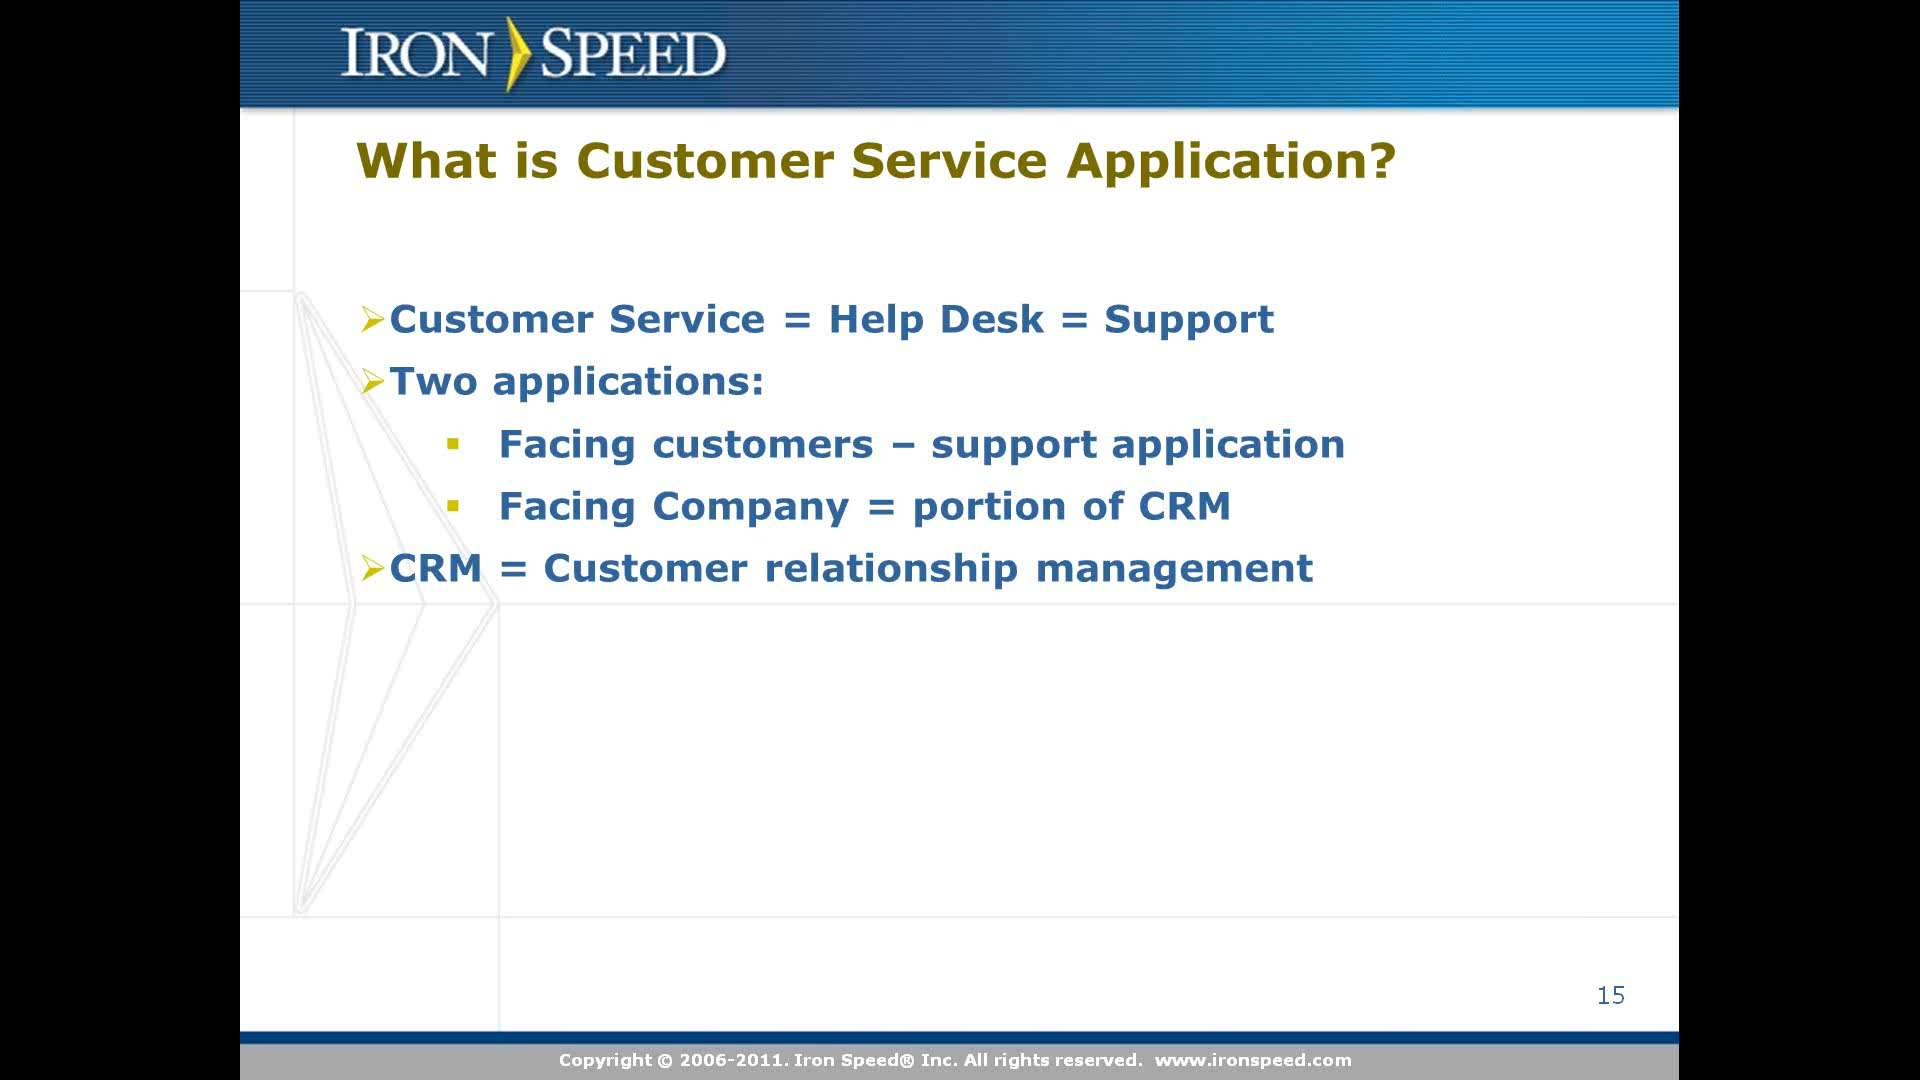 IRON SPEED
What is Customer Service Application?
Customer Service = Help Desk = Support
Two applications:
Facing customers – support application
Facing Company = portion of CRM
CRM = Customer relationship management
15
Copyright © 2006-2011. Iron Speed® Inc. All rights reserved. www.ironspeed.com